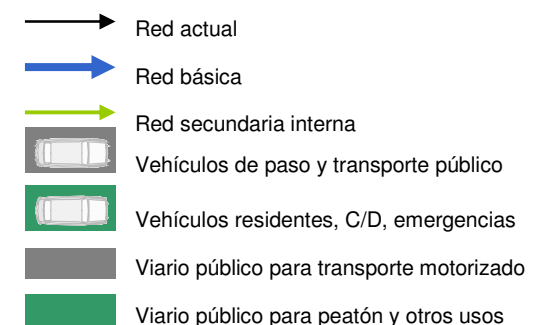 Red actual
Red básica
Red secundaria interna
Vehículos de paso y transporte público
Vehículos residentes, C/D, emergencias
Viario público para transporte motorizado
Viario público para peatón y otros usos